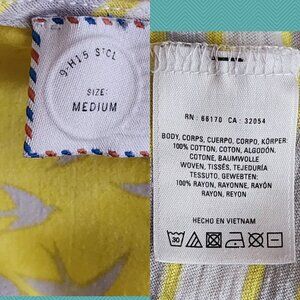 9-H15 STCL
SIZE:
MEDIUM
RN : 66170 CA : 32054
BODY, CORPS, CUERPO, CORPO, KÖRPER
100% COTTON, COTON, ALGODÓN,
COTONE, BAUMWOLLE
WOVEN, TISSÉS, TEJEDURÍA
TESSUTO, GEWEBTEN:
100% RAYON, RAYONNE, RAYÓN
RAYON, REYON
HECHO EN VIETNAM
30